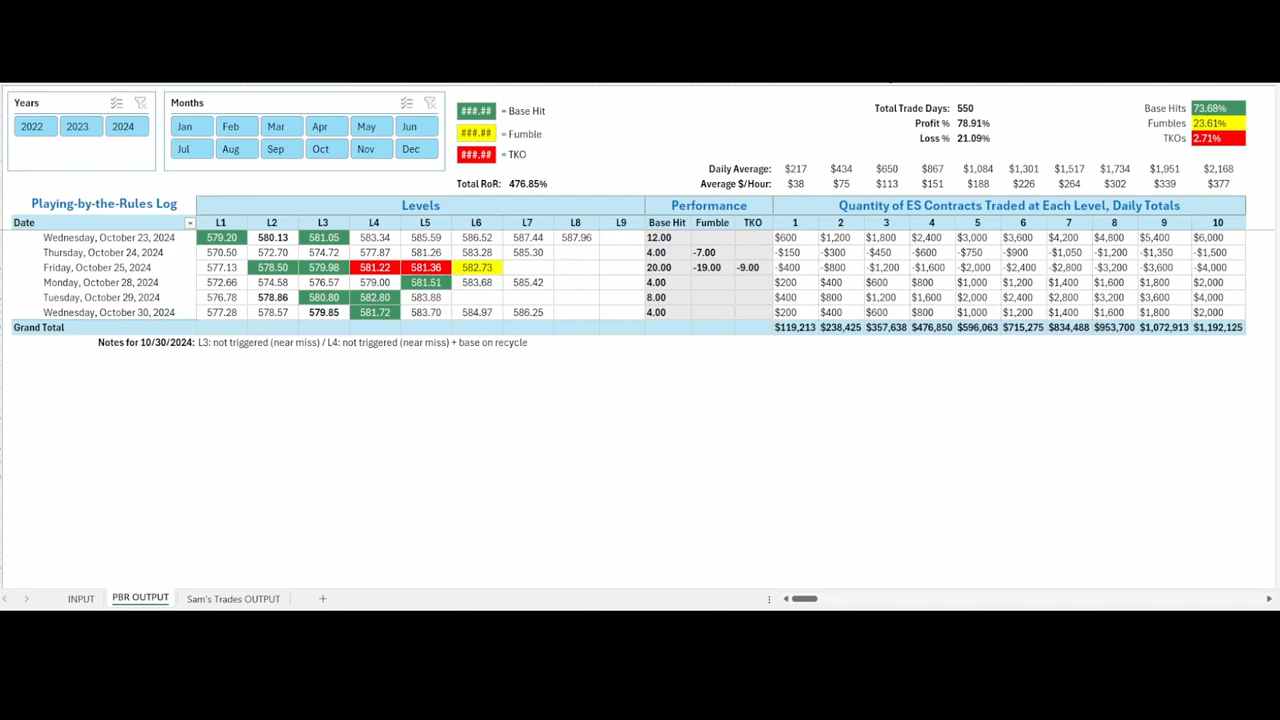 Years
2022 2023 2024
Months
Jan Feb Mar Apr May Jun
Jul Aug Sep Oct Nov Dec
###.## = Base Hit
###.## = Fumble
###.## = TKO
Total RoR: 476.85%
Total Trade Days: 550
Profit % 78.91%
Loss % 21.09%
Base Hits 73.68%
Fumbles 23.61%
TKOs 2.71%
Daily Average: $217 $434 $650 $867 $1,084 $1,301 $1,517 $1,734 $1,951 $2,168
Average $/Hour: $38 $75 $113 $151 $188 $226 $264 $302 $339 $377
Playing-by-the-Rules Log Levels Performance Quantity of ES Contracts Traded at Each Level, Daily Totals
Date L1 L2 L3 L4 L5 L6 L7 L8 L9 Base Hit Fumble TKO 1 2 3 4 5 6 7 8 9 10
Wednesday, October 23, 2024 579.20 580.13 581.05 583.34 585.59 586.52 587.44 587.96 12.00 $600 $1,200 $1,800 $2,400 $3,000 $3,600 $4,200 $4,800 $5,400 $6,000
Thursday, October 24, 2024 570.50 572.70 574.72 577.87 581.26 583.28 585.30 4.00 -7.00 -$150 -$300 -$450 -$600 -$750 -$900 -$1,050 -$1,200 -$1,350 -$1,500
Friday, October 25, 2024 577.13 578.50 579.98 581.22 581.36 582.73 20.00 -19.00 -9.00 -$400 -$800 -$1,200 -$1,600 -$2,000 -$2,400 -$2,800 -$3,200 -$3,600 -$4,000
Monday, October 28, 2024 572.66 574.58 576.57 579.00 581.51 583.68 585.42 4.00 $200 $400 $600 $800 $1,000 $1,200 $1,400 $1,600 $1,800 $2,000
Tuesday, October 29, 2024 576.78 578.86 580.80 582.80 583.88 8.00 $400 $800 $1,200 $1,600 $2,000 $2,400 $2,800 $3,200 $3,600 $4,000
Wednesday, October 30, 2024 577.28 578.57 579.85 581.72 583.70 584.97 586.25 4.00 $200 $400 $600 $800 $1,000 $1,200 $1,400 $1,600 $1,800 $2,000
Grand Total $119,213 $238,425 $357,638 $476,850 $596,063 $715,275 $834,488 $953,700 $1,072,913 $1,192,125
Notes for 10/30/2024: L3: not triggered (near miss) / L4: not triggered (near miss) + base on recycle
INPUT PBR OUTPUT Sam's Trades OUTPUT +